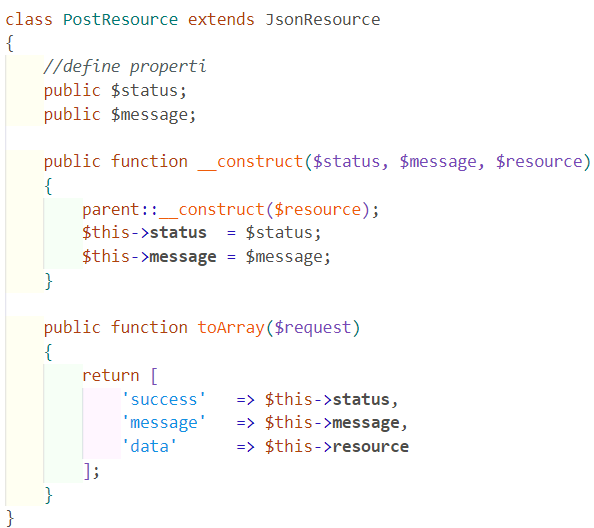 class PostResource extends JsonResource
{
    //define properti
    public $status;
    public $message;

    public function __construct($status, $message, $resource)
    {
        parent::__construct($resource);
        $this->status  = $status;
        $this->message = $message;
    }

    public function toArray($request)
    {
        return [
            'success'   => $this->status,
            'message'   => $this->message,
            'data'      => $this->resource
        ];
    }
}